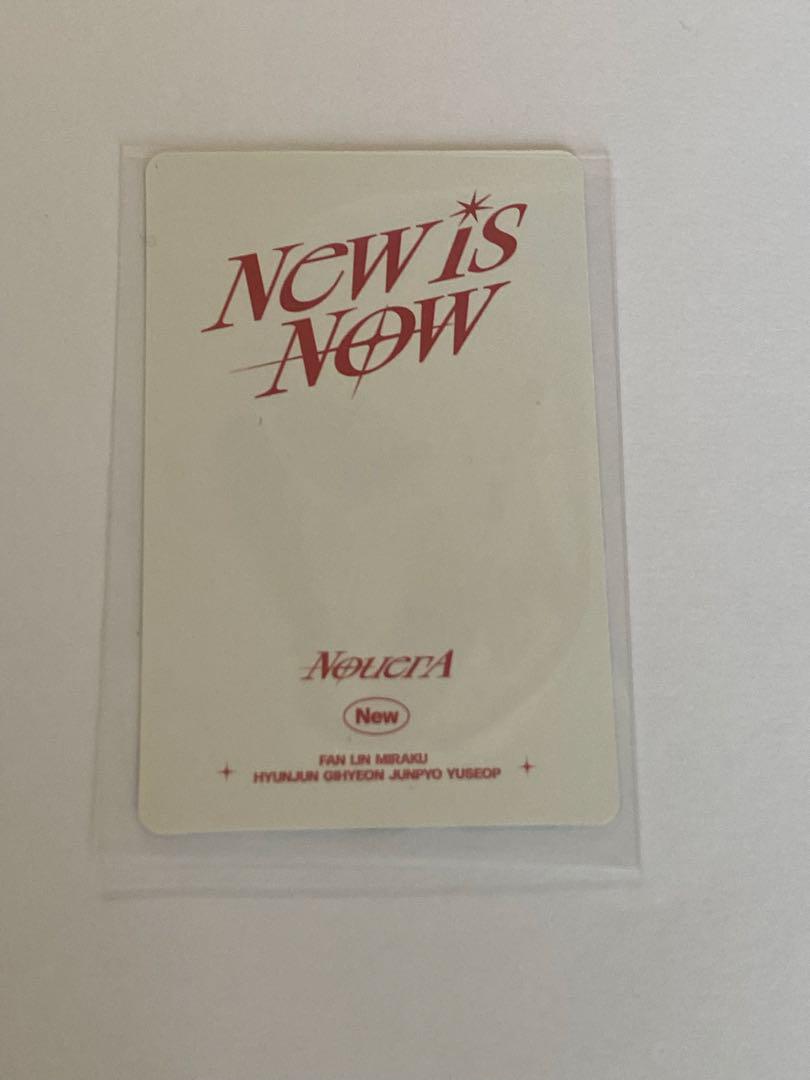 New is
Now
NouerA
New
FAN LIN MIRAKU
HYUNJUN GIHYEON JUNPYO YUSEOP